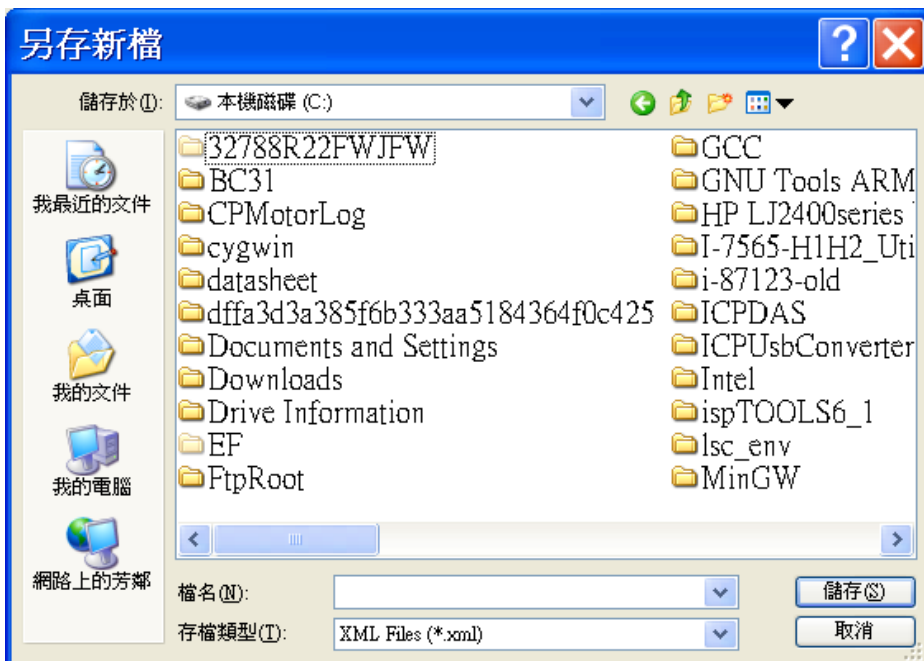 另存新檔
儲存於(I):
本機磁碟 (C:)
我最近的文件
桌面
我的文件
我的電腦
網路上的芳鄰
32788R22FWJFW
BC31
CPMotorLog
cygwin
datasheet
dffa3d3a385f6b333aa5184364f0c425
Documents and Settings
Downloads
Drive Information
EF
FtpRoot
GCC
GNU Tools ARM
HP LJ2400series
I-7565-H1H2_Uti
i-87123-old
ICPDAS
ICPUsbConverter
Intel
ispTOOLS6_1
lsc_env
MinGW
檔名(N):
儲存(S)
存檔類型(T):
XML Files (*.xml)
取消